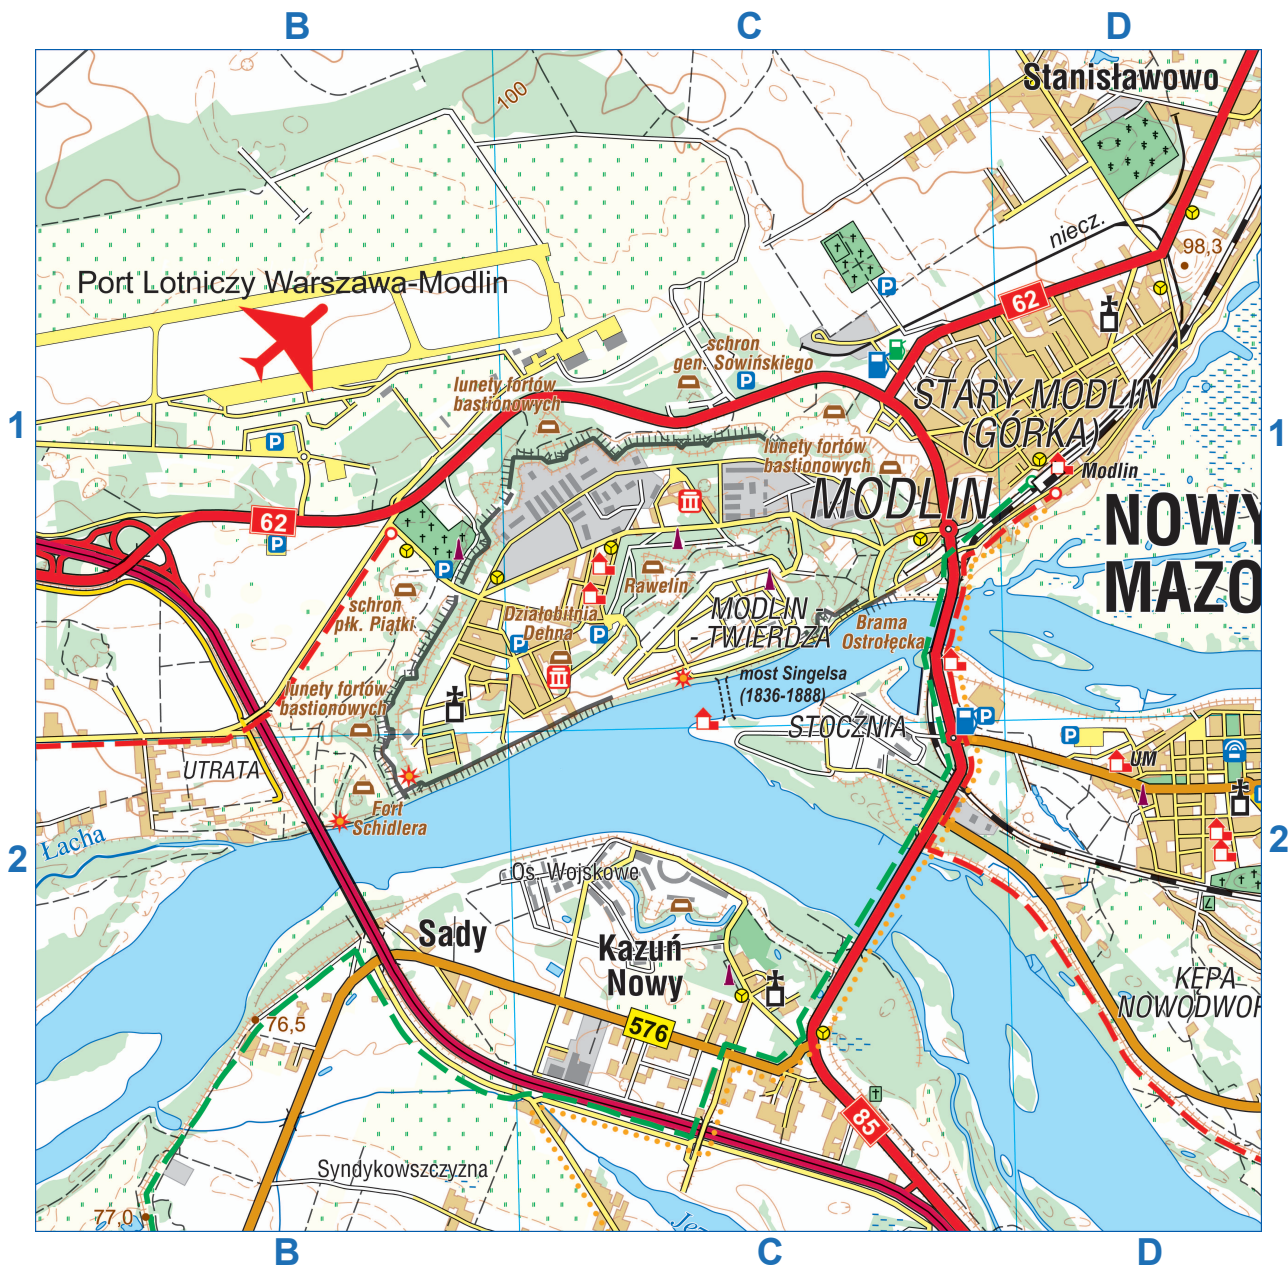 B
C
D
Stanisławowo
100
niecz.
98,3
Port Lotniczy Warszawa-Modlin
P
62
schron
gen. Sowińskiego
P
lunety fortów
bastionowych
STARY MODLIN
(GÓRKA)
1
1
P
lunety fortów
bastionowych
Modlin
MODLIN
NOWY
MAZO
62
P
P
schron
płk. Piątki
Rawelin
Działobitnia
Dehna
P
P
MODLIN -
- TWIERDZA
Brama
Ostrołęcka
most Singelsa
(1836-1888)
lunety fortów
bastionowych
STOCZNIA
P
P
UM
UTRATA
Fort
Schidlera
Łacha
2
2
Os. Wojskowe
Sady
Kazuń
Nowy
KĘPA
NOWODWOR
76,5
576
85
Syndykowszczyzna
77,0
Jez
B
C
D